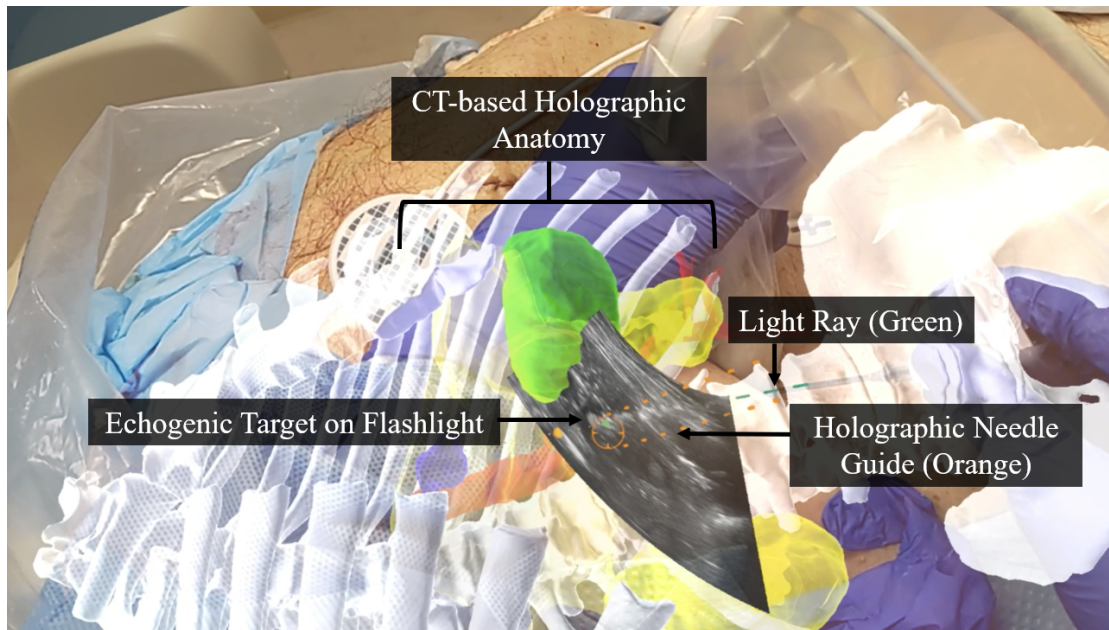 CT-based Holographic
Anatomy
Light Ray (Green)
Echogenic Target on Flashlight
Holographic Needle
Guide (Orange)